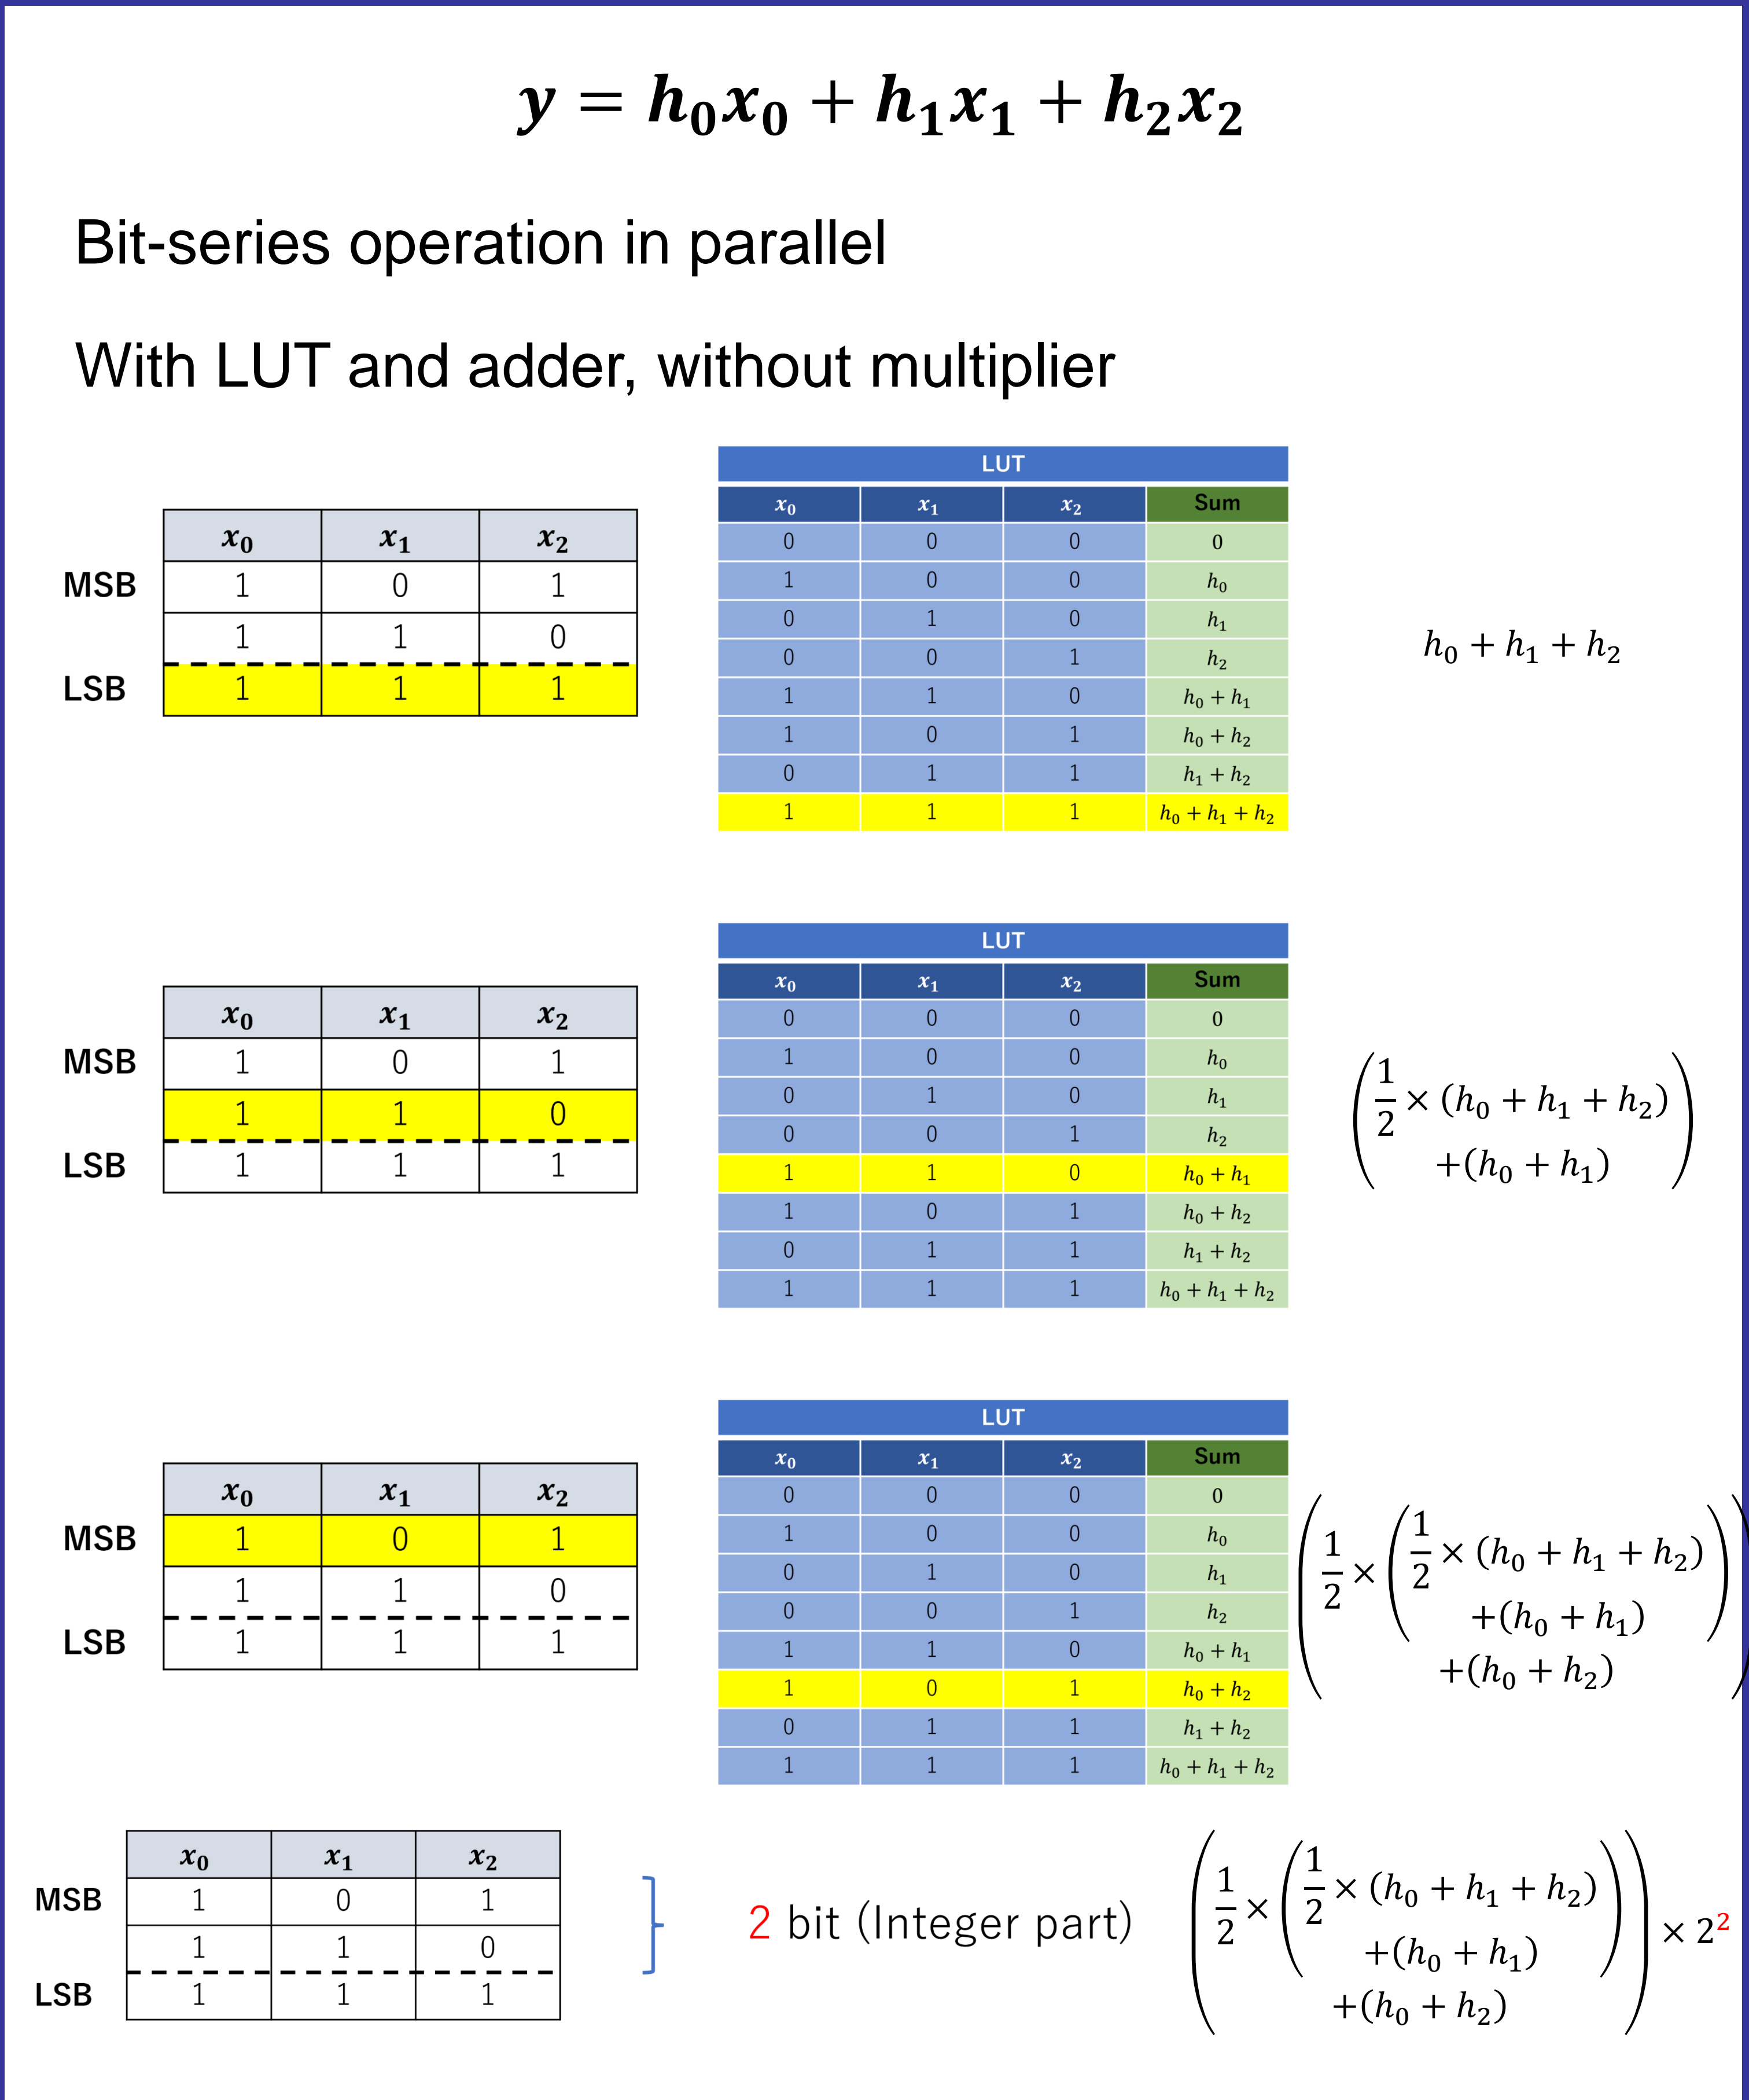 y = h₀x₀ + h₁x₁ + h₂x₂
Bit-series operation in parallel
With LUT and adder, without multiplier
x₀ x₁ x₂
MSB 1 0 1
1 1 0
LSB 1 1 1
LUT
x₀ x₁ x₂ Sum
0 0 0 0
1 0 0 h₀
0 1 0 h₁
0 0 1 h₂
1 1 0 h₀ + h₁
1 0 1 h₀ + h₂
0 1 1 h₁ + h₂
1 1 1 h₀ + h₁ + h₂
h₀ + h₁ + h₂
x₀ x₁ x₂
MSB 1 0 1
1 1 0
LSB 1 1 1
LUT
x₀ x₁ x₂ Sum
0 0 0 0
1 0 0 h₀
0 1 0 h₁
0 0 1 h₂
1 1 0 h₀ + h₁
1 0 1 h₀ + h₂
0 1 1 h₁ + h₂
1 1 1 h₀ + h₁ + h₂
(1/2 × (h₀ + h₁ + h₂)
+(h₀ + h₁))
x₀ x₁ x₂
MSB 1 0 1
1 1 0
LSB 1 1 1
LUT
x₀ x₁ x₂ Sum
0 0 0 0
1 0 0 h₀
0 1 0 h₁
0 0 1 h₂
1 1 0 h₀ + h₁
1 0 1 h₀ + h₂
0 1 1 h₁ + h₂
1 1 1 h₀ + h₁ + h₂
(1/2 × (1/2 × (h₀ + h₁ + h₂)
+(h₀ + h₁))
+(h₀ + h₂))
x₀ x₁ x₂
MSB 1 0 1
1 1 0
LSB 1 1 1
2 bit (Integer part)
(1/2 × (1/2 × (h₀ + h₁ + h₂)
+(h₀ + h₁))
+(h₀ + h₂)) × 2²